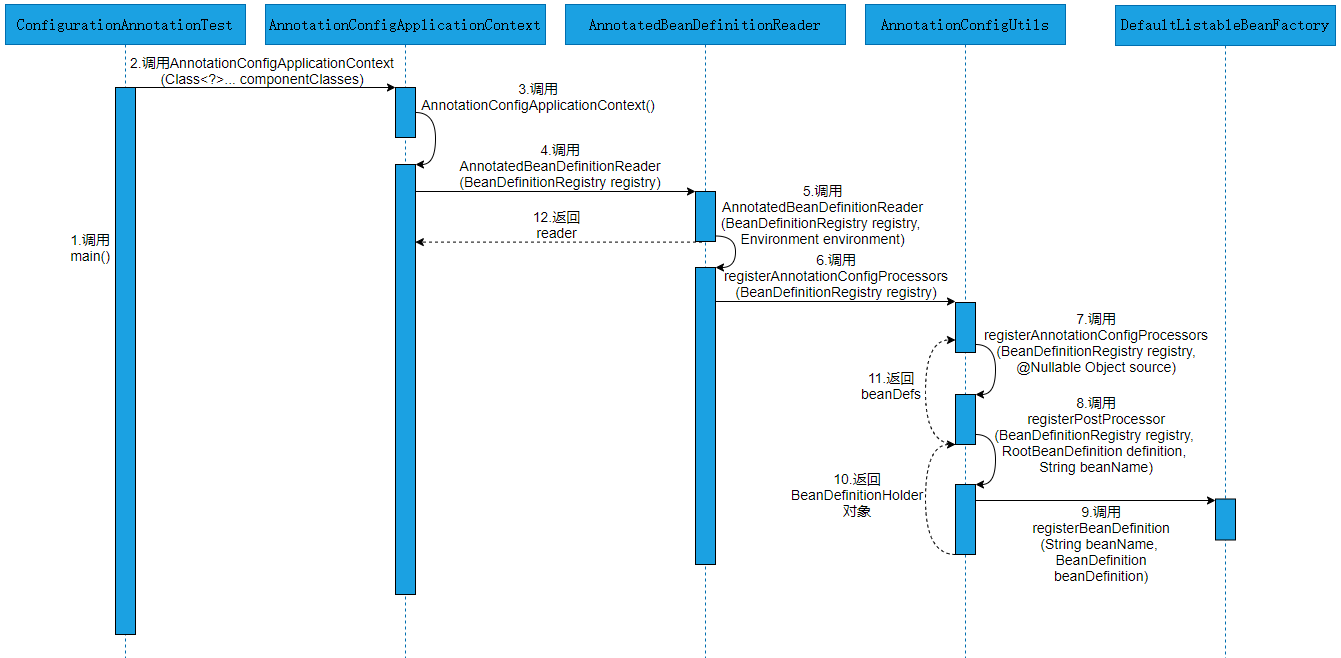 ConfigurationAnnotationTest
AnnotationConfigApplicationContext
AnnotatedBeanDefinitionReader
AnnotationConfigUtils
DefaultListableBeanFactory
1.调用
main()
2.调用AnnotationConfigApplicationContext
(Class<?>... componentClasses)
3.调用
AnnotationConfigApplicationContext()
4.调用
AnnotatedBeanDefinitionReader
(BeanDefinitionRegistry registry)
5.调用
AnnotatedBeanDefinitionReader
(BeanDefinitionRegistry registry,
Environment environment)
12.返回
reader
6.调用
registerAnnotationConfigProcessors
(BeanDefinitionRegistry registry)
7.调用
registerAnnotationConfigProcessors
(BeanDefinitionRegistry registry,
@Nullable Object source)
11.返回
beanDefs
8.调用
registerPostProcessor
(BeanDefinitionRegistry registry,
RootBeanDefinition definition,
String beanName)
10.返回
BeanDefinitionHolder
对象
9.调用
registerBeanDefinition
(String beanName,
BeanDefinition
beanDefinition)